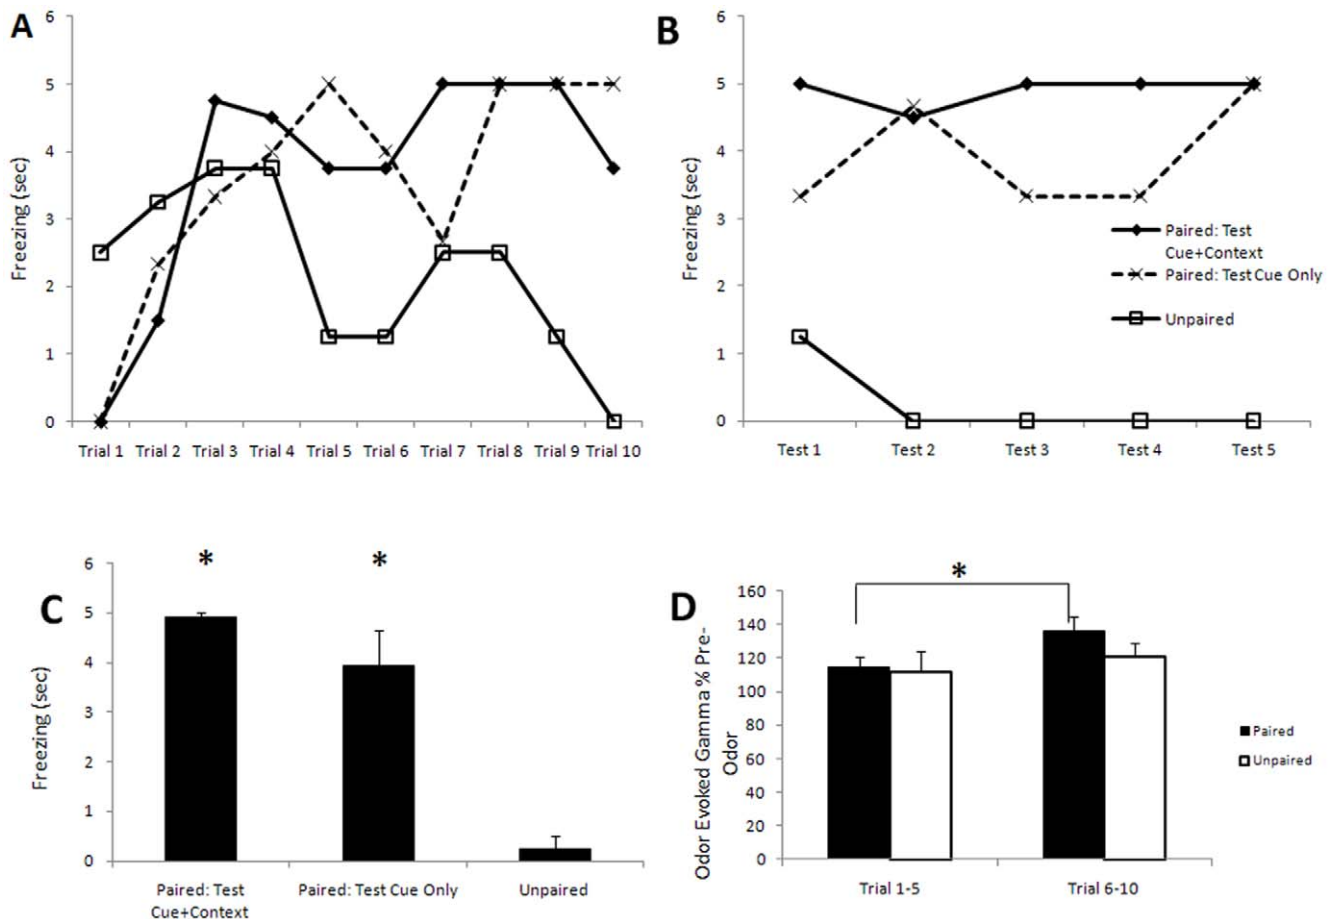 A
6
5
4
3
2
1
0
Freezing (sec)
Trial 1 Trial 2 Trial 3 Trial 4 Trial 5 Trial 6 Trial 7 Trial 8 Trial 9 Trial 10
B
6
5
4
3
2
1
0
Freezing (sec)
Test 1 Test 2 Test 3 Test 4 Test 5
Paired: Test
Cue+Context
Paired: Test Cue Only
Unpaired
C
6
5
4
3
2
1
0
Freezing (sec)
* *
Paired: Test
Cue+Context
Paired: Test Cue Only
Unpaired
D
160
140
120
100
80
60
40
20
0
Odor Evoked Gamma % Pre-
Odor
*
Trial 1-5 Trial 6-10
Paired
Unpaired